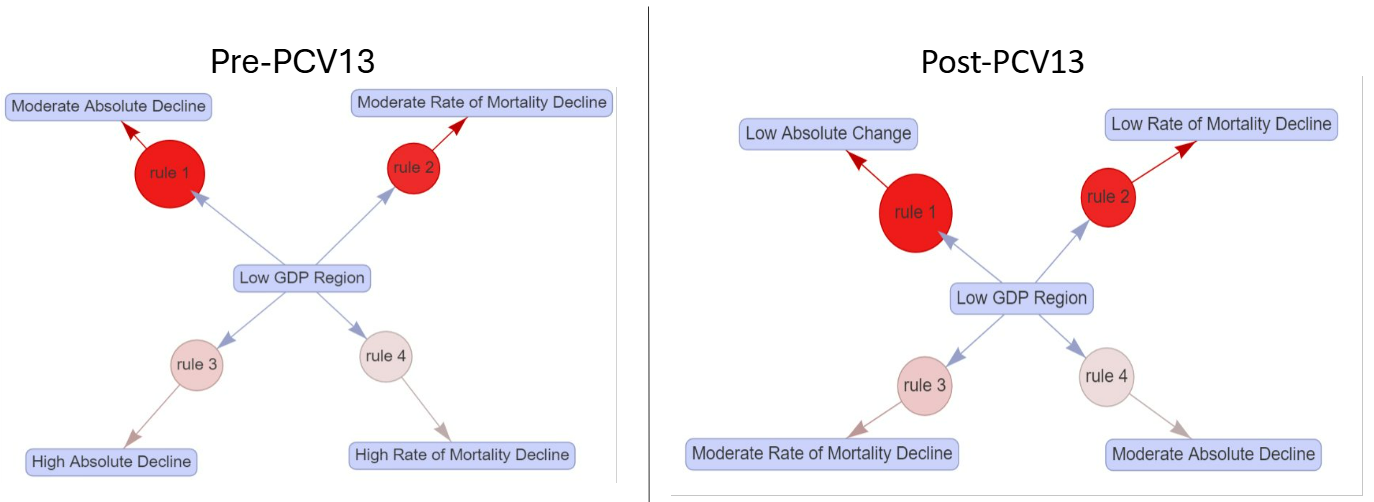 Pre-PCV13
Moderate Absolute Decline
Moderate Rate of Mortality Decline
rule 1
rule 2
Low GDP Region
rule 3
rule 4
High Absolute Decline
High Rate of Mortality Decline
Post-PCV13
Low Absolute Change
Low Rate of Mortality Decline
rule 1
rule 2
Low GDP Region
rule 3
rule 4
Moderate Rate of Mortality Decline
Moderate Absolute Decline